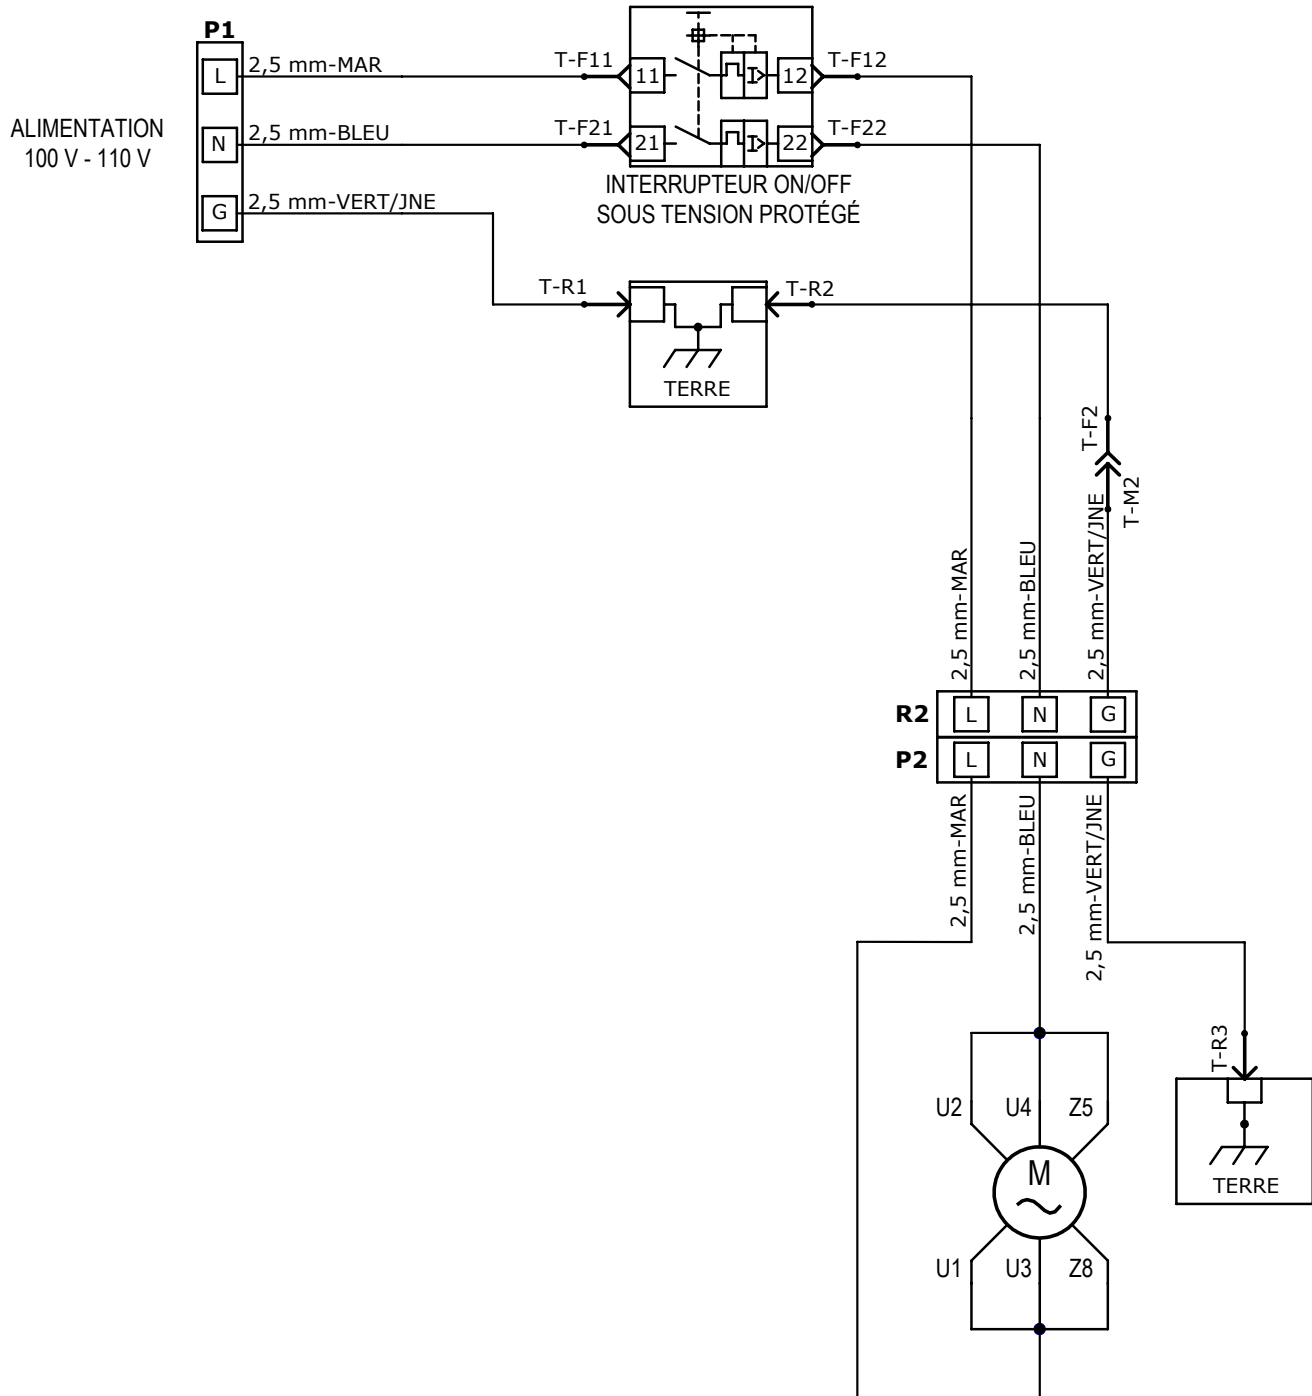 P1
L
2,5 mm-MAR
T-F11
11
12
T-F12
ALIMENTATION
100 V - 110 V
N
2,5 mm-BLEU
T-F21
21
22
T-F22
G
2,5 mm-VERT/JNE
INTERRUPTEUR ON/OFF
SOUS TENSION PROTÉGÉ
T-R1
T-R2
TERRE
T-F2
T-M2
2,5 mm-MAR
2,5 mm-BLEU
2,5 mm-VERT/JNE
R2
L
N
G
P2
L
N
G
2,5 mm-MAR
2,5 mm-BLEU
2,5 mm-VERT/JNE
T-R3
TERRE
U2
U4
Z5
M
U1
U3
Z8